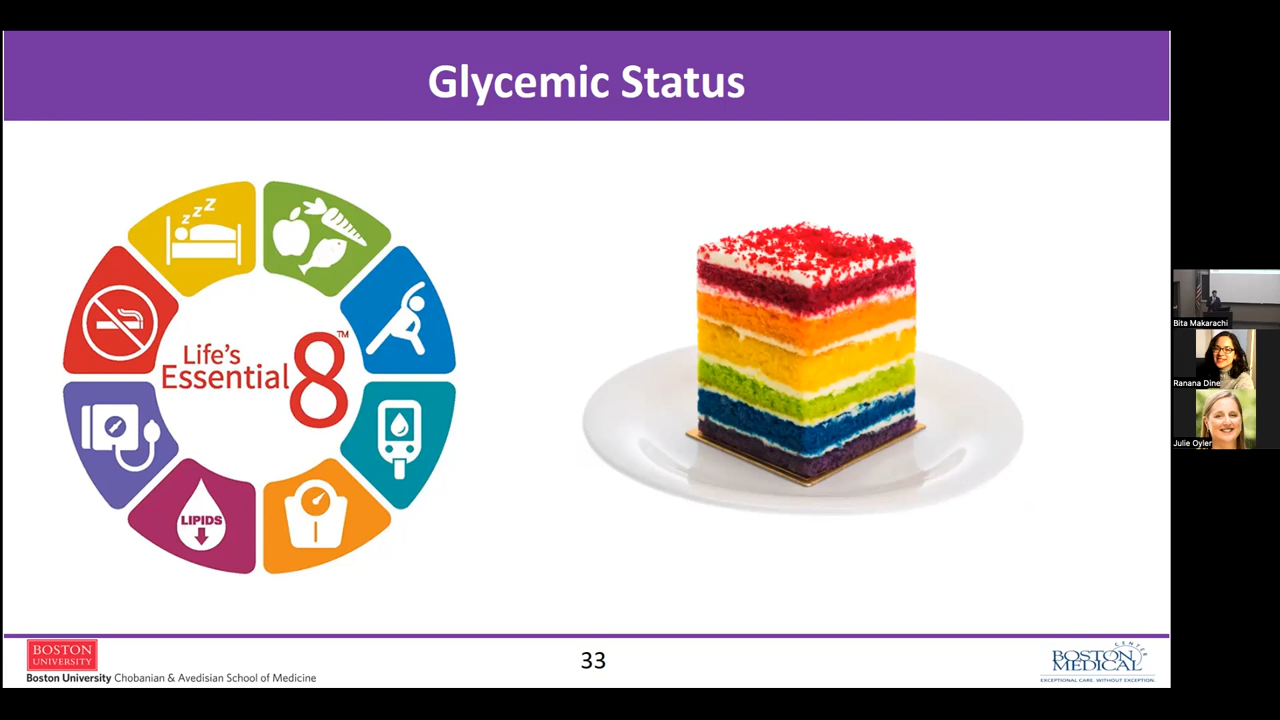 Glycemic Status
z z z
Life's
Essential 8™
LIPIDS
BOSTON
UNIVERSITY
Boston University Chobanian & Avedisian School of Medicine
33
BOSTON
MEDICAL
CENTER
EXCEPTIONAL CARE. WITHOUT EXCEPTION.
Bita Makarachi
Ranana Dine
Julie Oyler